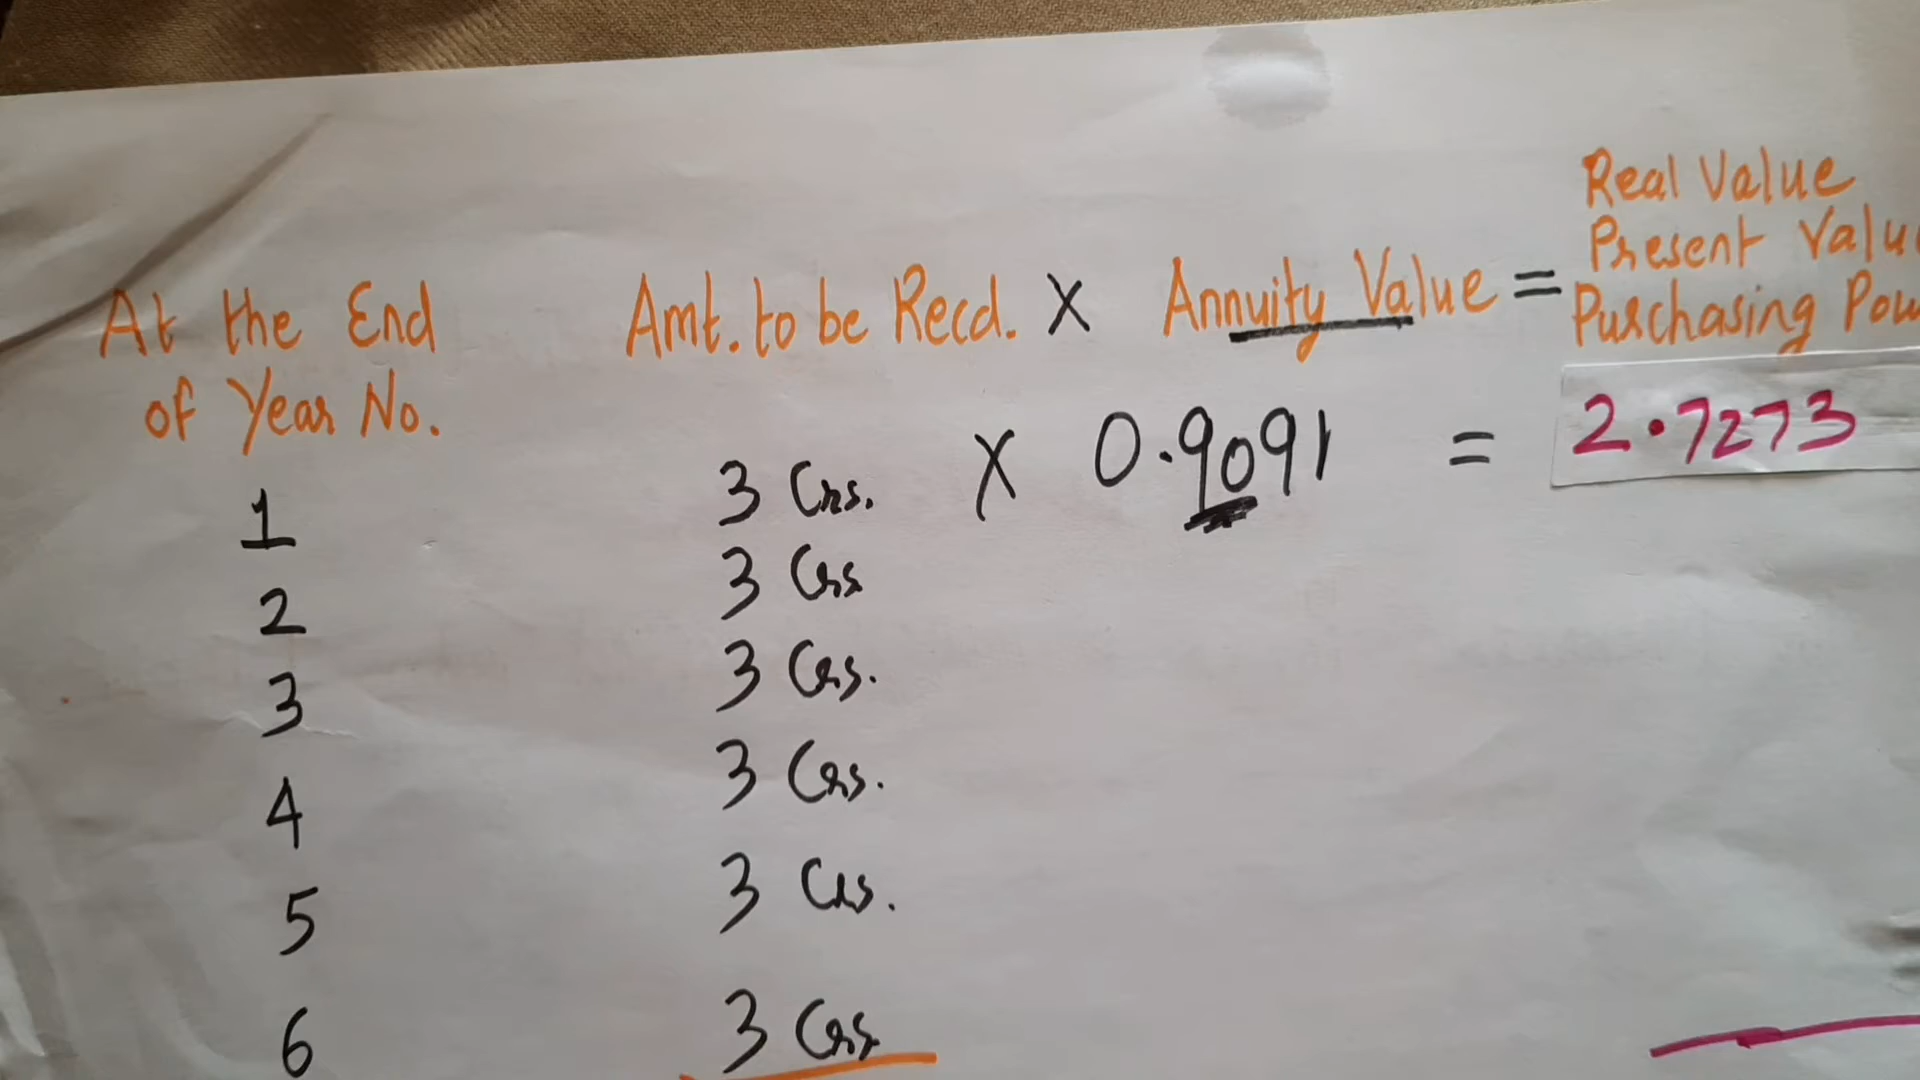 At the End
of Year No.
Amt. to be Recd. X Annuity Value =
Real Value
Present Valu
Purchasing Pow
1 3 Crs. X 0.9091 = 2.7273
2 3 Crs
3 3 Crs.
4 3 Crs.
5 3 Crs.
6 3 Crs